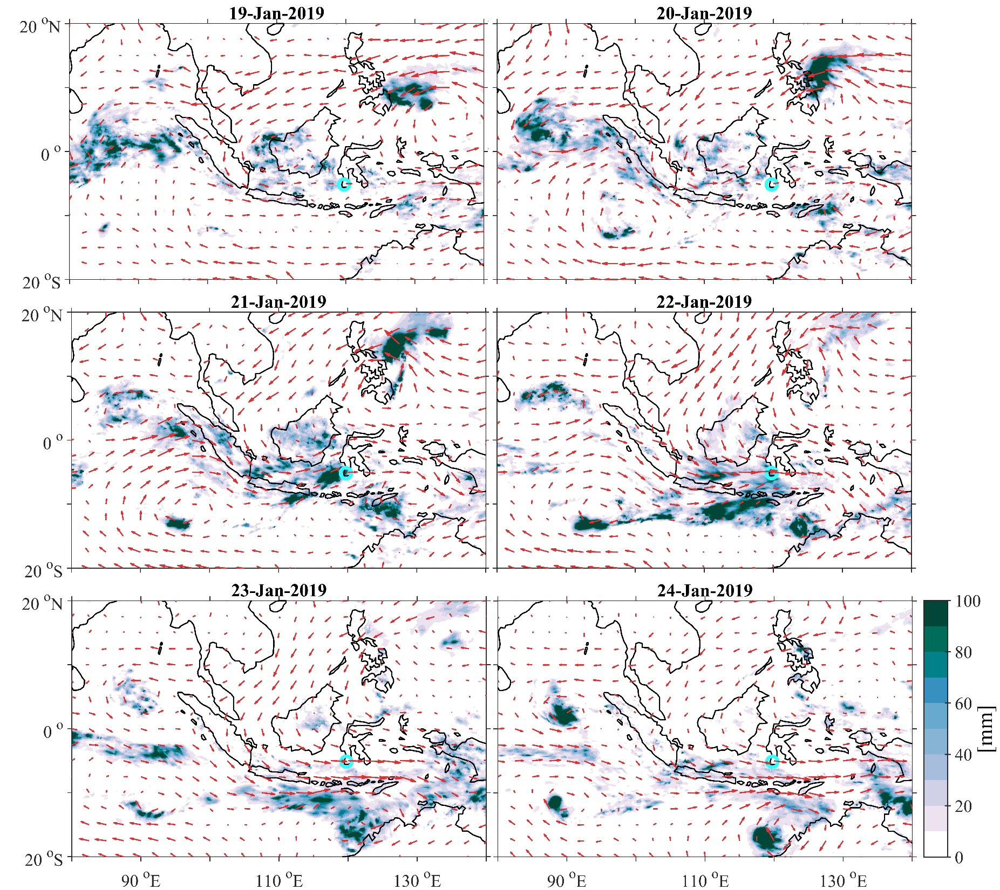 19-Jan-2019 20-Jan-2019
20 °N
0 °
20 °S
21-Jan-2019 22-Jan-2019
20 °N
0 °
20 °S
23-Jan-2019 24-Jan-2019
20 °N
0 °
20 °S
90 °E 110 °E 130 °E 90 °E 110 °E 130 °E
100
80
60
40
20
0
[mm]